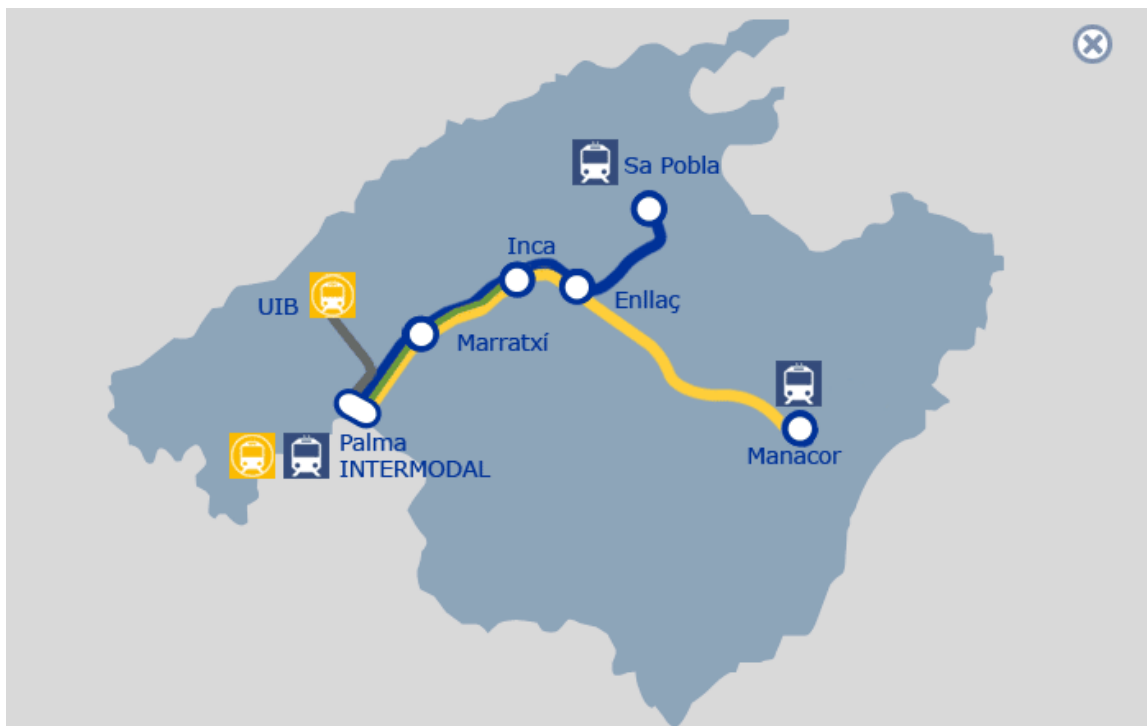 Sa Pobla
Inca
UIB
Enllaç
Marratxí
Palma
INTERMODAL
Manacor